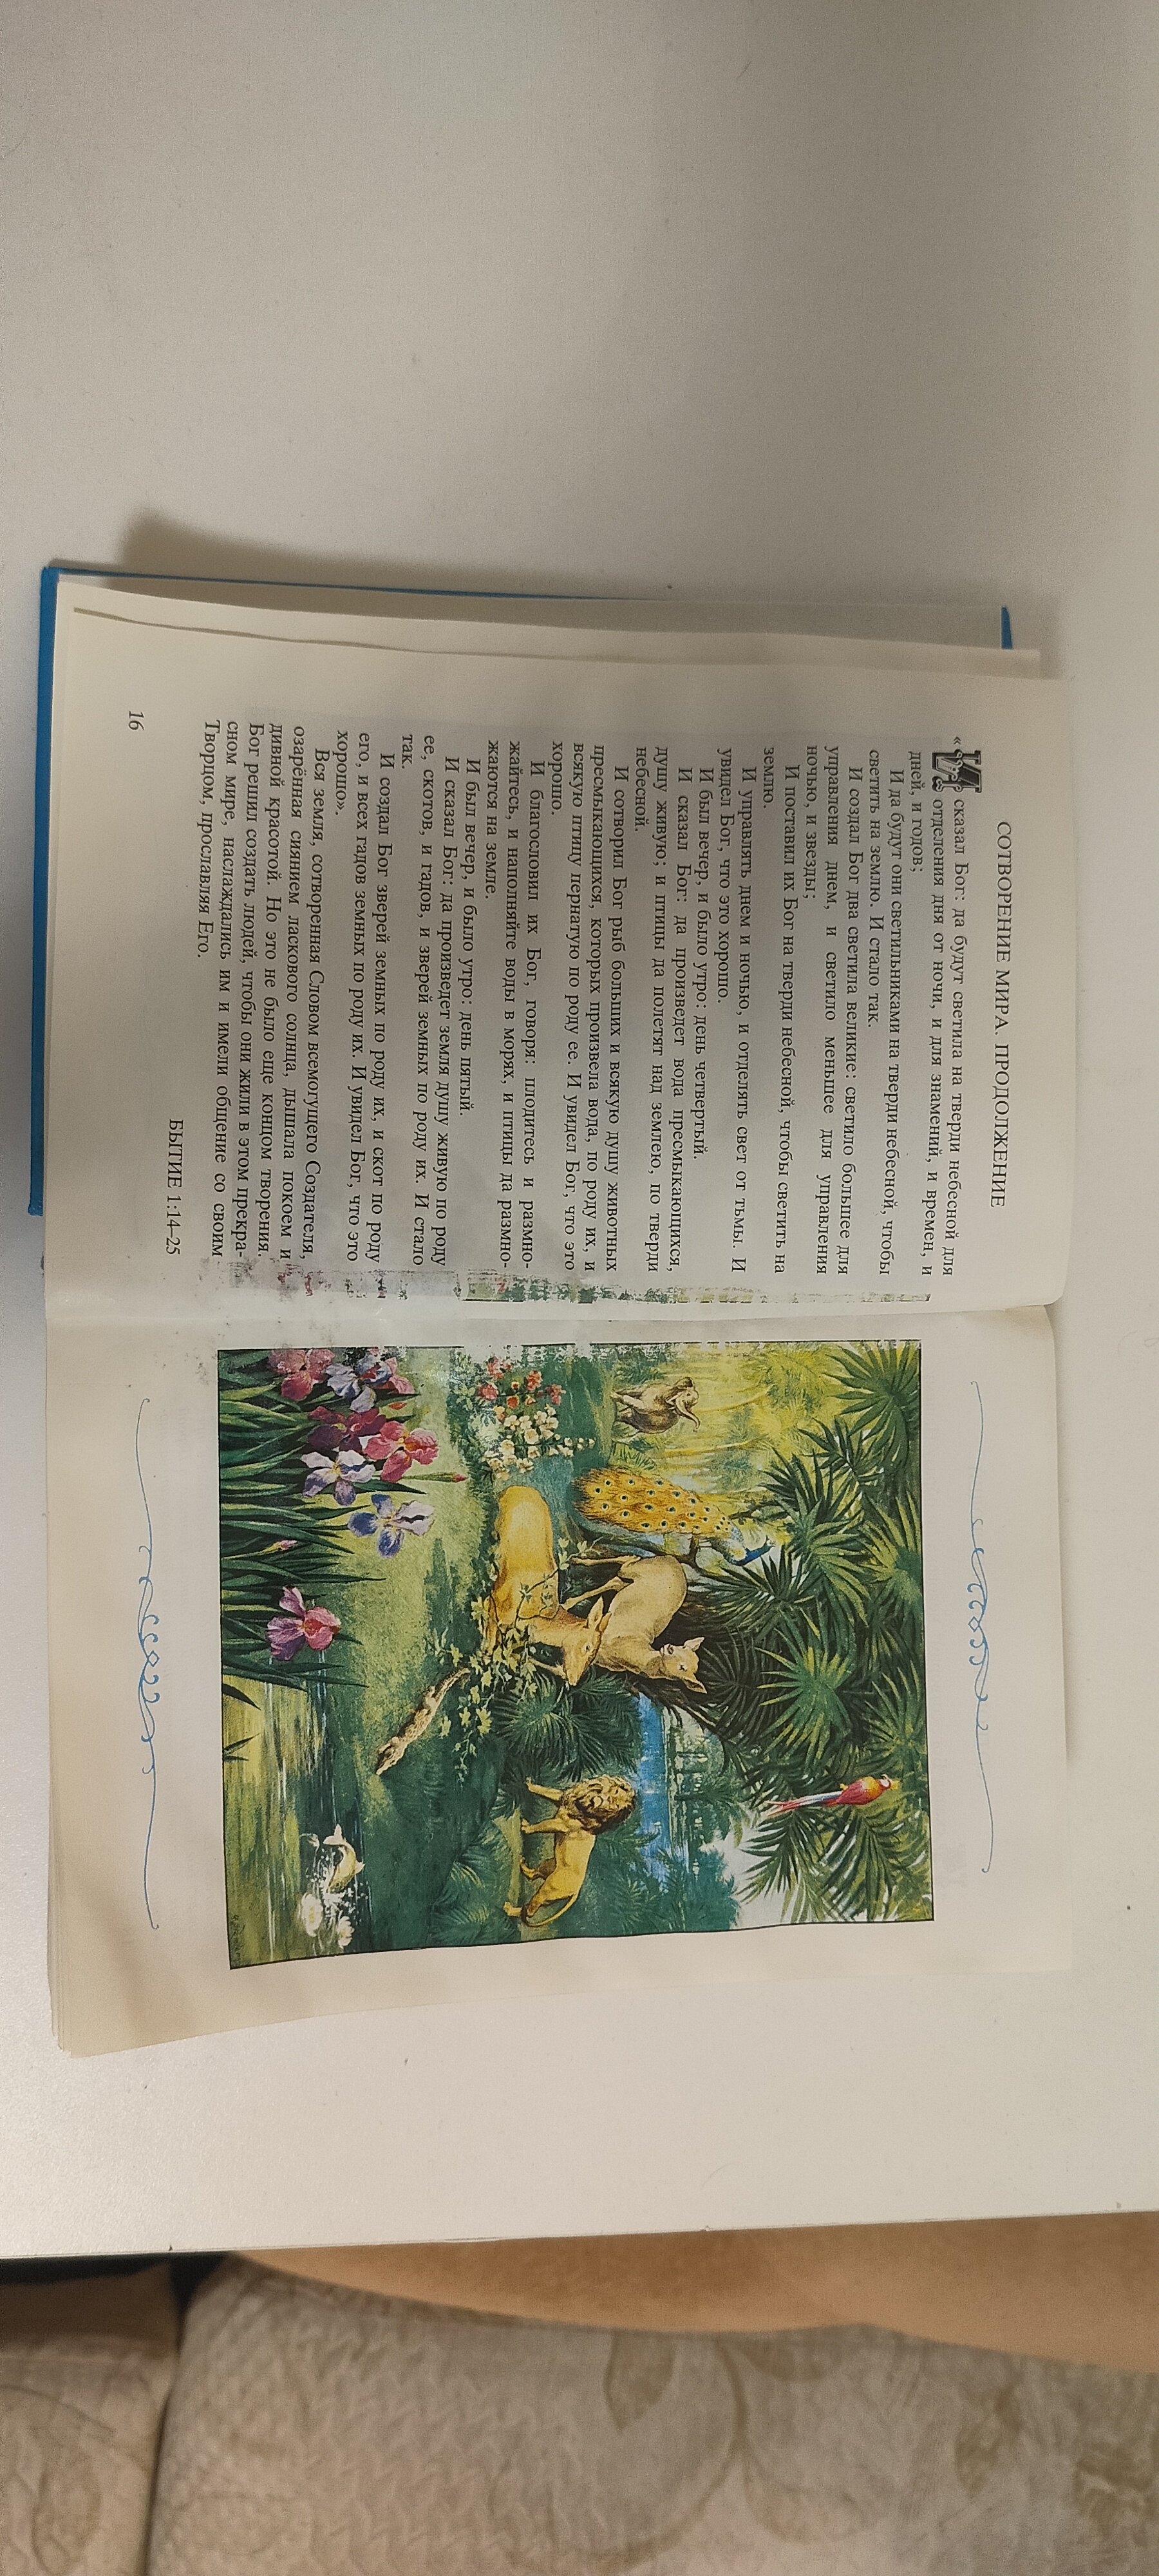 СОТВОРЕНИЕ МИРА. ПРОДОЛЖЕНИЕ
«И сказал Бог: да будут светила на тверди небесной для
отделения дня от ночи, и для знамений, и времен, и
дней, и годов;
И да будут они светильниками на тверди небесной, чтобы
светить на землю. И стало так.
И создал Бог два светила великие: светило большее для
управления днем, и светило меньшее для управления
ночью, и звезды;
И поставил их Бог на тверди небесной, чтобы светить на
землю.
И управлять днем и ночью, и отделять свет от тьмы. И
увидел Бог, что это хорошо.
И был вечер, и было утро: день четвертый.
И сказал Бог: да произведет вода пресмыкающихся,
душу живую; и птицы да полетят над землею, по тверди
небесной.
И сотворил Бог рыб больших и всякую душу животных
пресмыкающихся, которых произвела вода, по роду их, и
всякую птицу пернатую по роду ее. И увидел Бог, что это
хорошо.
И благословил их Бог, говоря: плодитесь и размно-
жайтесь, и наполняйте воды в морях, и птицы да размно-
жаются на земле.
И был вечер, и было утро: день пятый.
И сказал Бог: да произведет земля душу живую по роду
ее, скотов, и гадов, и зверей земных по роду их. И стало
так.
И создал Бог зверей земных по роду их, и скот по роду
его, и всех гадов земных по роду их. И увидел Бог, что это
хорошо».
Вся земля, сотворенная Словом всемогущего Создателя,
озарённая сиянием ласкового солнца, дышала покоем и
дивной красотой. Но это не было еще концом творения.
Бог решил создать людей, чтобы они жили в этом прекра-
сном мире, наслаждались им и имели общение со своим
Творцом, прославляя Его.
БЫТИЕ 1:14–25
16